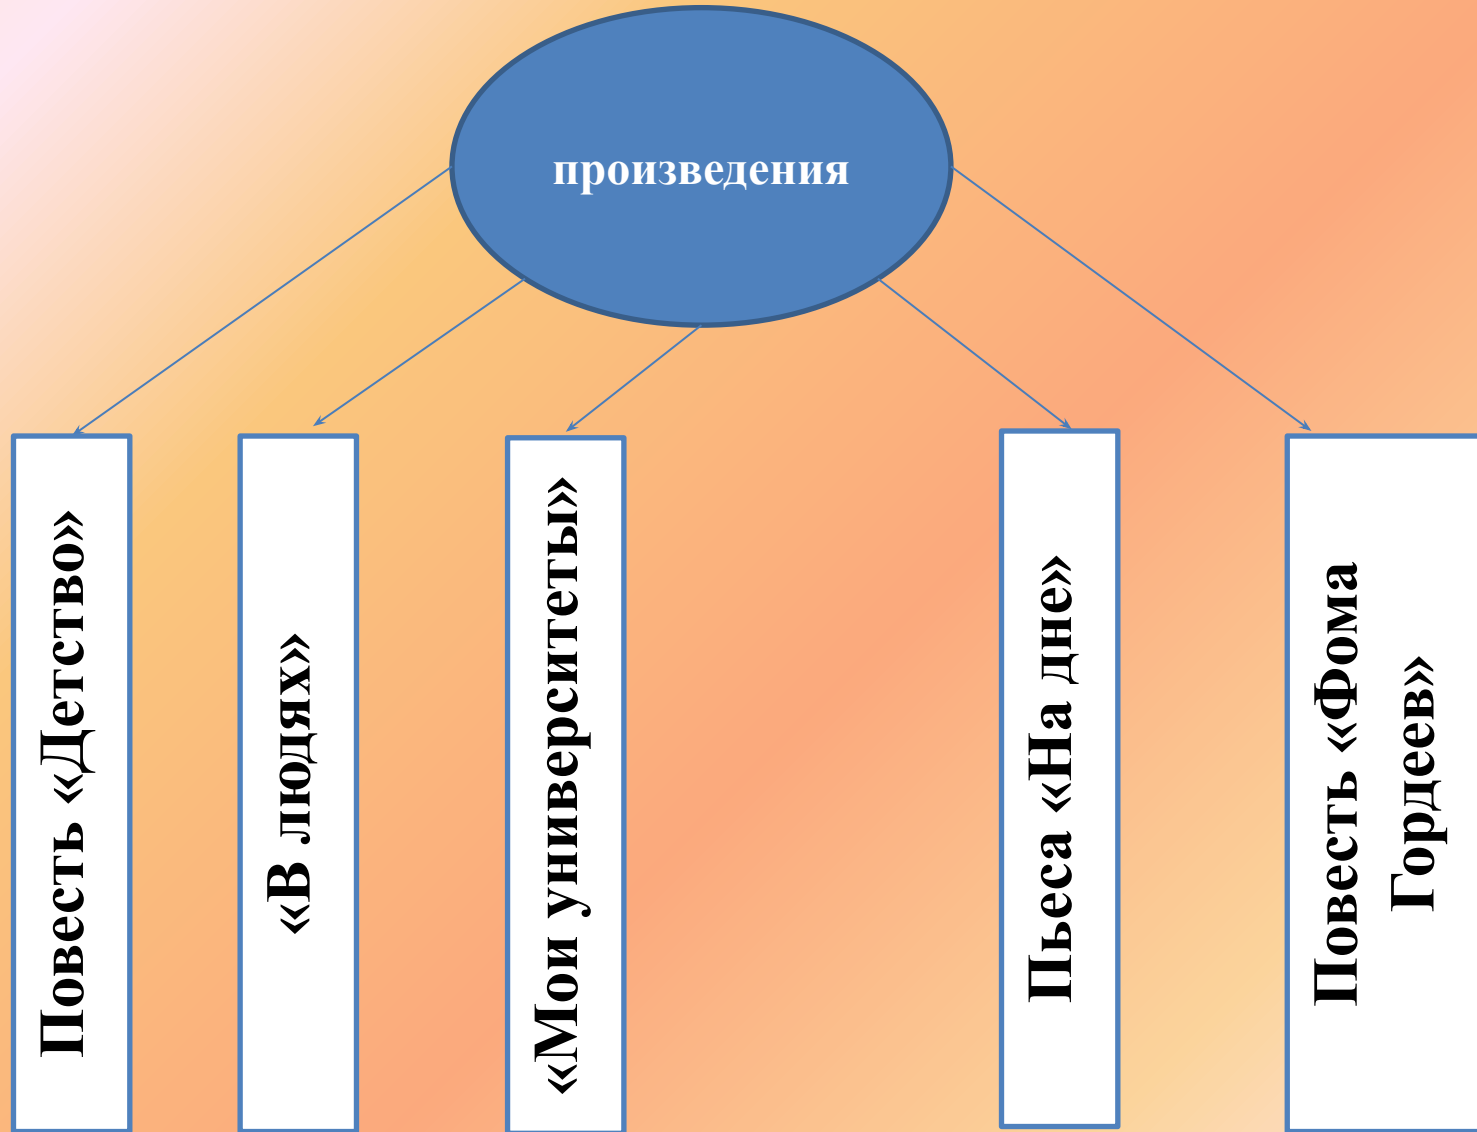 произведения
Повесть «Детство»
«В людях»
«Мои университеты»
Пьеса «На дне»
Повесть «Фома
Гордеев»